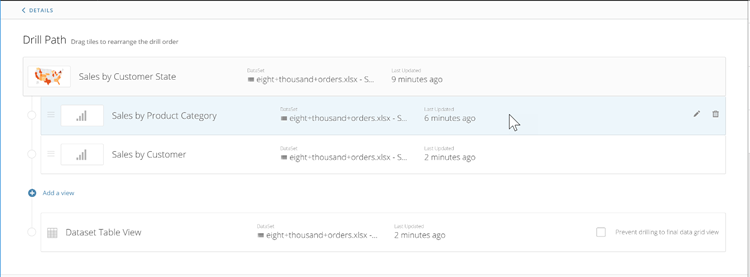 DETAILS
Drill Path Drag tiles to rearrange the drill order
Sales by Customer State
DataSet
eight+thousand+orders.xlsx - S...
Last Updated
9 minutes ago
Sales by Product Category
DataSet
eight+thousand+orders.xlsx - S...
Last Updated
6 minutes ago
Sales by Customer
DataSet
eight+thousand+orders.xlsx - S...
Last Updated
2 minutes ago
Add a view
Dataset Table View
DataSet
eight+thousand+orders.xlsx -...
Last Updated
2 minutes ago
Prevent drilling to final data grid view